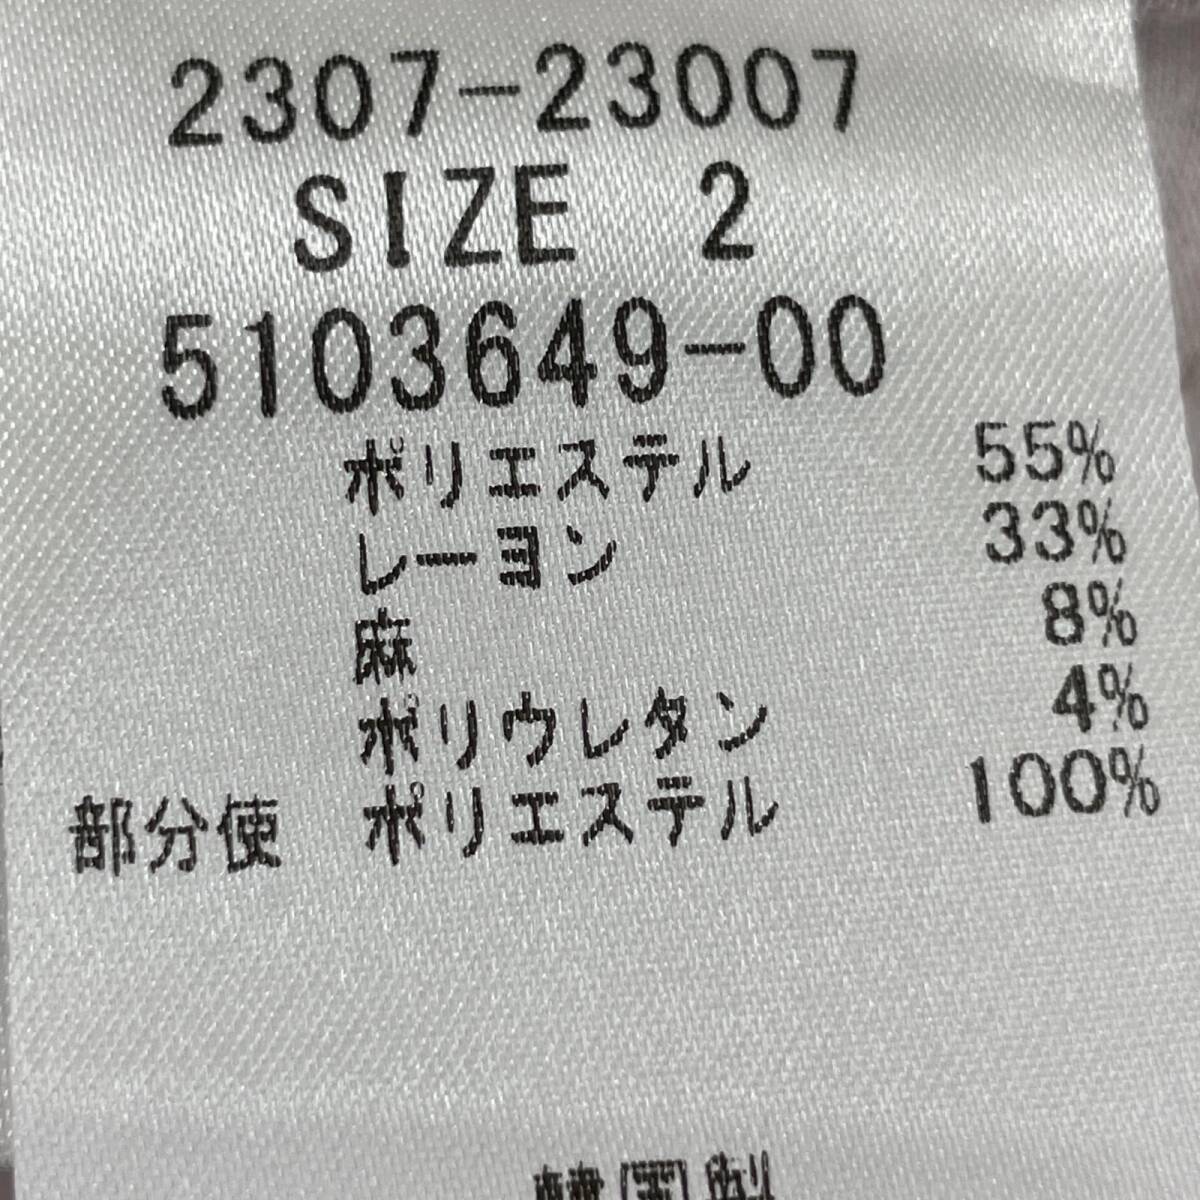 2307-23007
SIZE 2
5103649-00
ポリエステル 55%
レーヨン 33%
麻 8%
ポリウレタン 4%
部分使 ポリエステル 100%